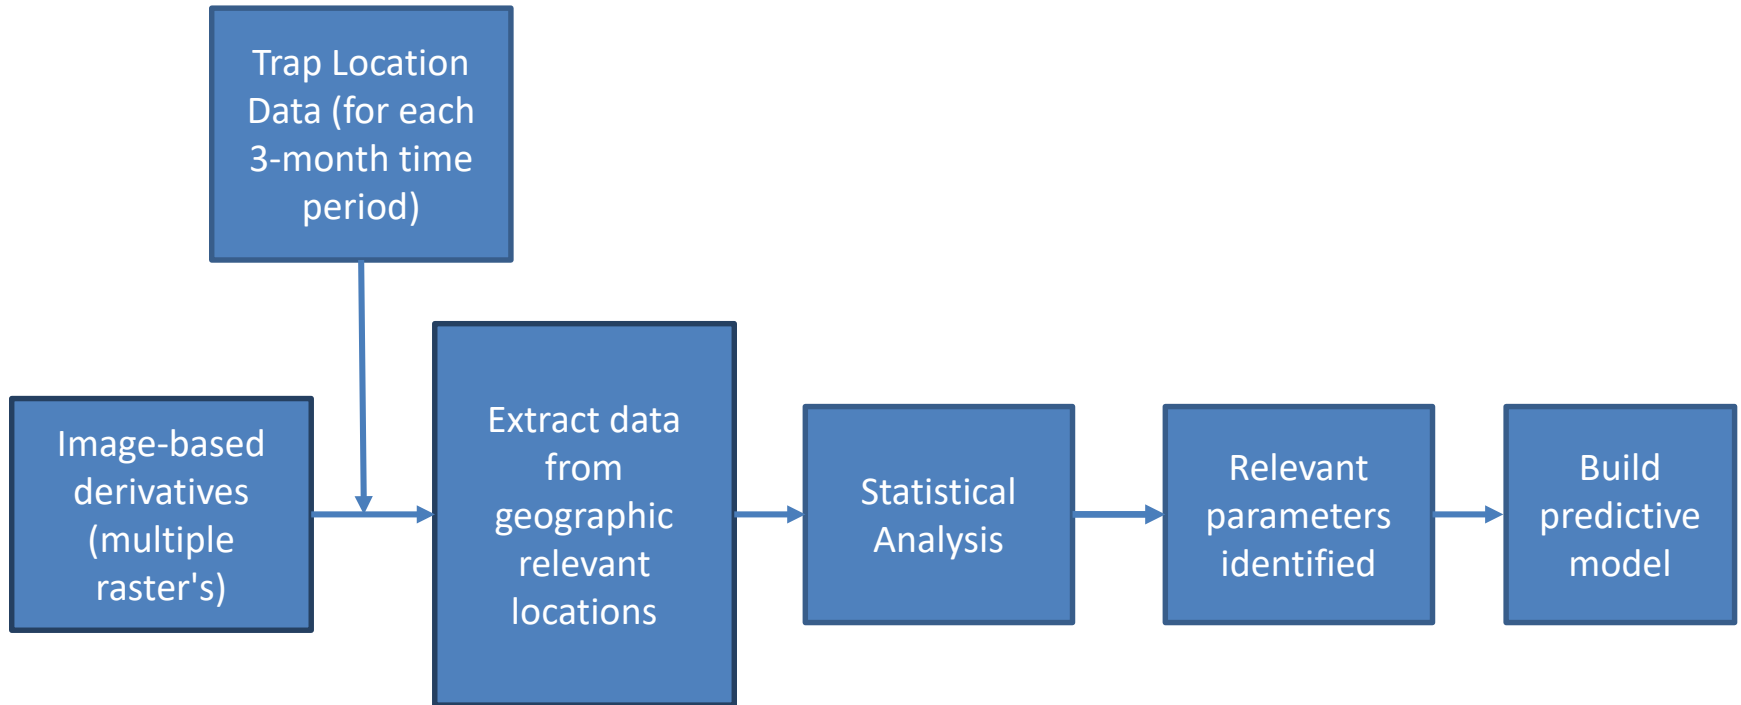 Trap Location
Data (for each
3-month time
period)
Image-based
derivatives
(multiple
raster's)
Extract data
from
geographic
relevant
locations
Statistical
Analysis
Relevant
parameters
identified
Build
predictive
model